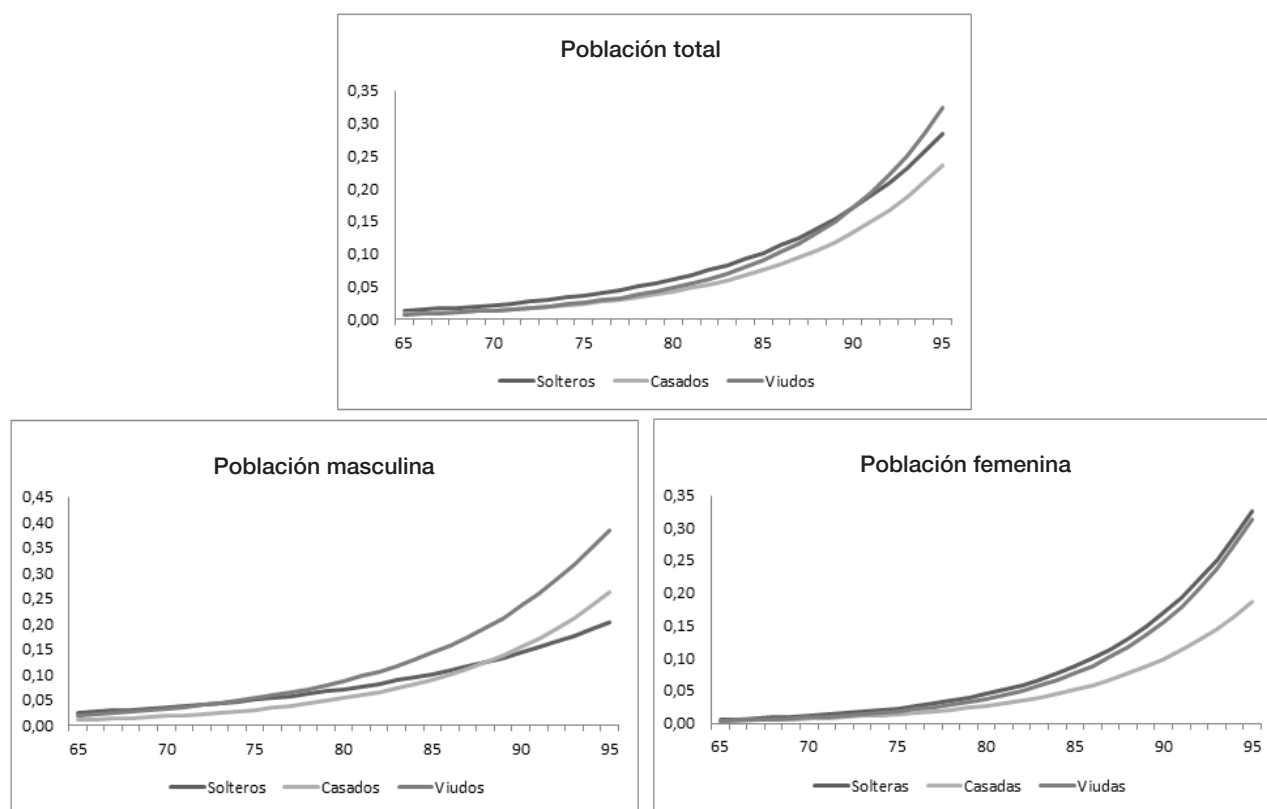 Población total
0,35
0,30
0,25
0,20
0,15
0,10
0,05
0,00
65 70 75 80 85 90 95
Solteros Casados Viudos
Población masculina
0,45
0,40
0,35
0,30
0,25
0,20
0,15
0,10
0,05
0,00
65 70 75 80 85 90 95
Solteros Casados Viudos
Población femenina
0,35
0,30
0,25
0,20
0,15
0,10
0,05
0,00
65 70 75 80 85 90 95
Solteras Casadas Viudas